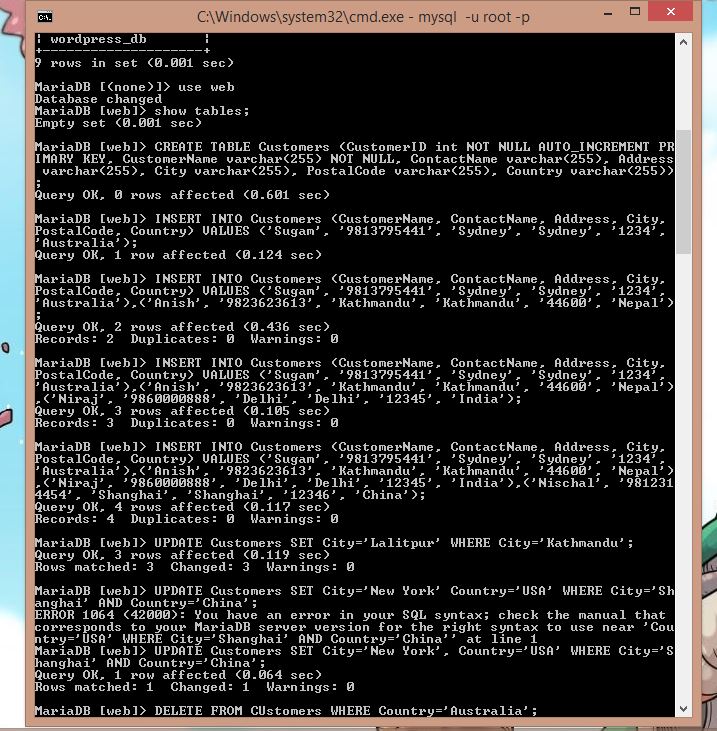 C:\Windows\system32\cmd.exe - mysql  -u root -p
| wordpress_db       |
+--------------------+
9 rows in set (0.001 sec)
MariaDB [(none)]> use web
Database changed
MariaDB [web]> show tables;
Empty set (0.001 sec)
MariaDB [web]> CREATE TABLE Customers (CustomerID int NOT NULL AUTO_INCREMENT PR
IMARY KEY, CustomerName varchar(255) NOT NULL, ContactName varchar(255), Address
 varchar(255), City varchar(255), PostalCode varchar(255), Country varchar(255))
;
Query OK, 0 rows affected (0.601 sec)
MariaDB [web]> INSERT INTO Customers (CustomerName, ContactName, Address, City,
PostalCode, Country) VALUES ('Sugam', '9813795441', 'Sydney', 'Sydney', '1234',
'Australia');
Query OK, 1 row affected (0.124 sec)
MariaDB [web]> INSERT INTO Customers (CustomerName, ContactName, Address, City,
PostalCode, Country) VALUES ('Sugam', '9813795441', 'Sydney', 'Sydney', '1234',
'Australia'),('Anish', '9823623613', 'Kathmandu', 'Kathmandu', '44600', 'Nepal')
;
Query OK, 2 rows affected (0.436 sec)
Records: 2  Duplicates: 0  Warnings: 0
MariaDB [web]> INSERT INTO Customers (CustomerName, ContactName, Address, City,
PostalCode, Country) VALUES ('Sugam', '9813795441', 'Sydney', 'Sydney', '1234',
'Australia'),('Anish', '9823623613', 'Kathmandu', 'Kathmandu', '44600', 'Nepal')
,('Niraj', '9860000888', 'Delhi', 'Delhi', '12345', 'India');
Query OK, 3 rows affected (0.105 sec)
Records: 3  Duplicates: 0  Warnings: 0
MariaDB [web]> INSERT INTO Customers (CustomerName, ContactName, Address, City,
PostalCode, Country) VALUES ('Sugam', '9813795441', 'Sydney', 'Sydney', '1234',
'Australia'),('Anish', '9823623613', 'Kathmandu', 'Kathmandu', '44600', 'Nepal')
,('Niraj', '9860000888', 'Delhi', 'Delhi', '12345', 'India'),('Nischal', '981231
4454', 'Shanghai', 'Shanghai', '12346', 'China');
Query OK, 4 rows affected (0.117 sec)
Records: 4  Duplicates: 0  Warnings: 0
MariaDB [web]> UPDATE Customers SET City='Lalitpur' WHERE City='Kathmandu';
Query OK, 3 rows affected (0.119 sec)
Rows matched: 3  Changed: 3  Warnings: 0
MariaDB [web]> UPDATE Customers SET City='New York' Country='USA' WHERE City='Sh
anghai' AND Country='China';
ERROR 1064 (42000): You have an error in your SQL syntax; check the manual that
corresponds to your MariaDB server version for the right syntax to use near 'Cou
ntry='USA' WHERE City='Shanghai' AND Country='China'' at line 1
MariaDB [web]> UPDATE Customers SET City='New York', Country='USA' WHERE City='S
hanghai' AND Country='China';
Query OK, 1 row affected (0.064 sec)
Rows matched: 1  Changed: 1  Warnings: 0
MariaDB [web]> DELETE FROM CUstomers WHERE Country='Australia';